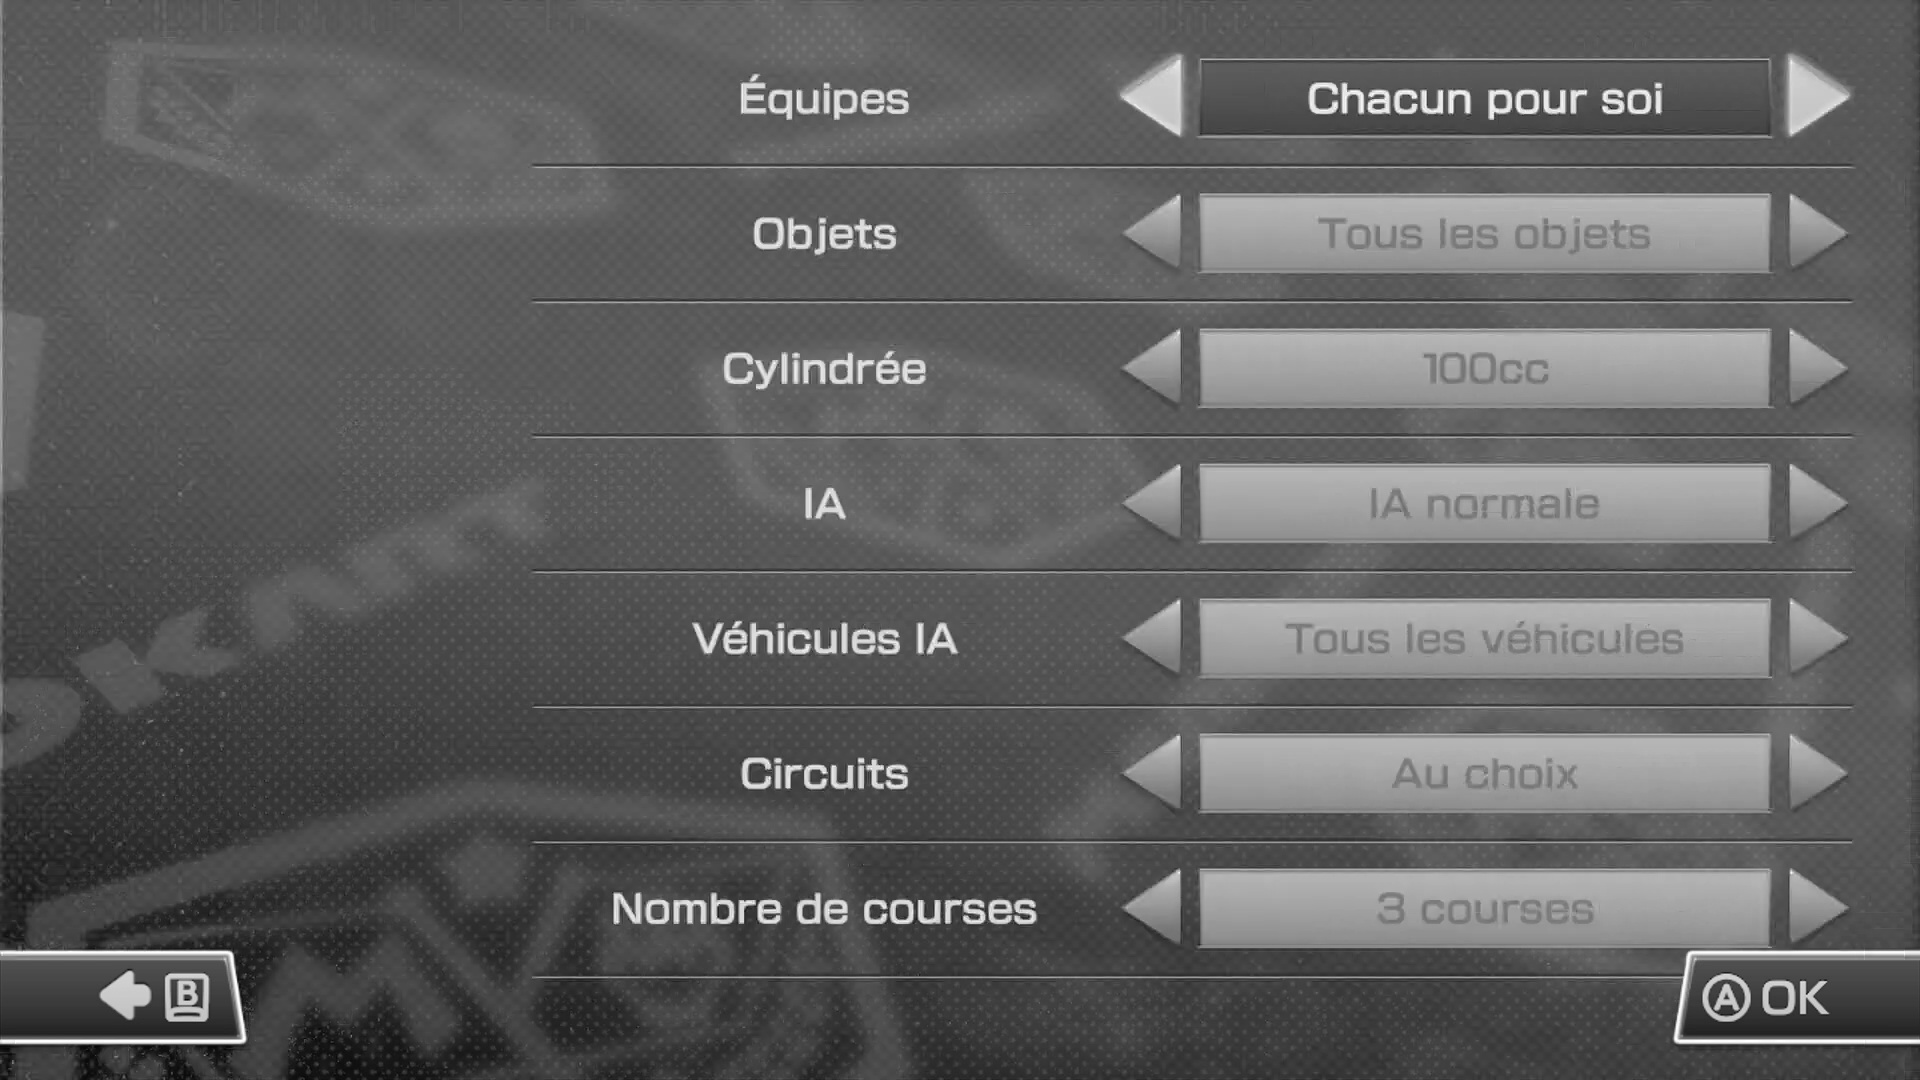 Équipes
Chacun pour soi
Objets
Tous les objets
Cylindrée
100cc
IA
IA normale
Véhicules IA
Tous les véhicules
Circuits
Au choix
Nombre de courses
3 courses
B
A OK